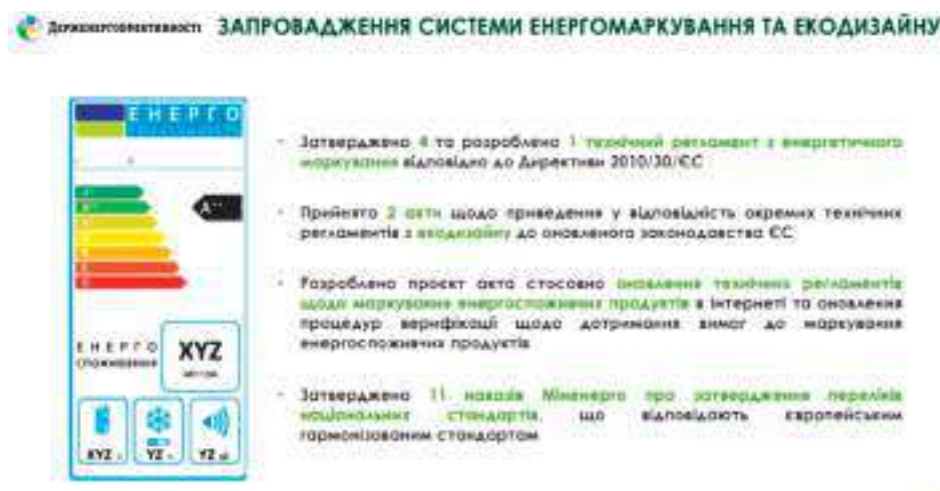 Держенергоефективності ЗАПРОВАДЖЕННЯ СИСТЕМИ ЕНЕРГОМАРКУВАННЯ ТА ЕКОДИЗАЙНУ
ЕНЕРГО
- Затверджено 4 та розроблено 1 технічний регламент з енергетичного
маркування відповідно до Директиви 2010/30/ЄС
A++
- Прийнято 2 акти щодо приведення у відповідність окремих технічних
регламентів з екодизайну до оновленого законодавства ЄС
- Розроблено проєкт акта стосовно оновлення технічних регламентів
щодо маркування енергоспоживчих продуктів в Інтернеті та оновлення
процедур верифікації щодо дотримання вимог до маркування
енергоспоживчих продуктів
ЕНЕРГО
СПОЖИВАННЯ
XYZ
- Затверджено 11 наказів Міненерго про затвердження переліків
національних стандартів, що відповідають європейським
гармонізованим стандартам
XYZ
YZ
YZ